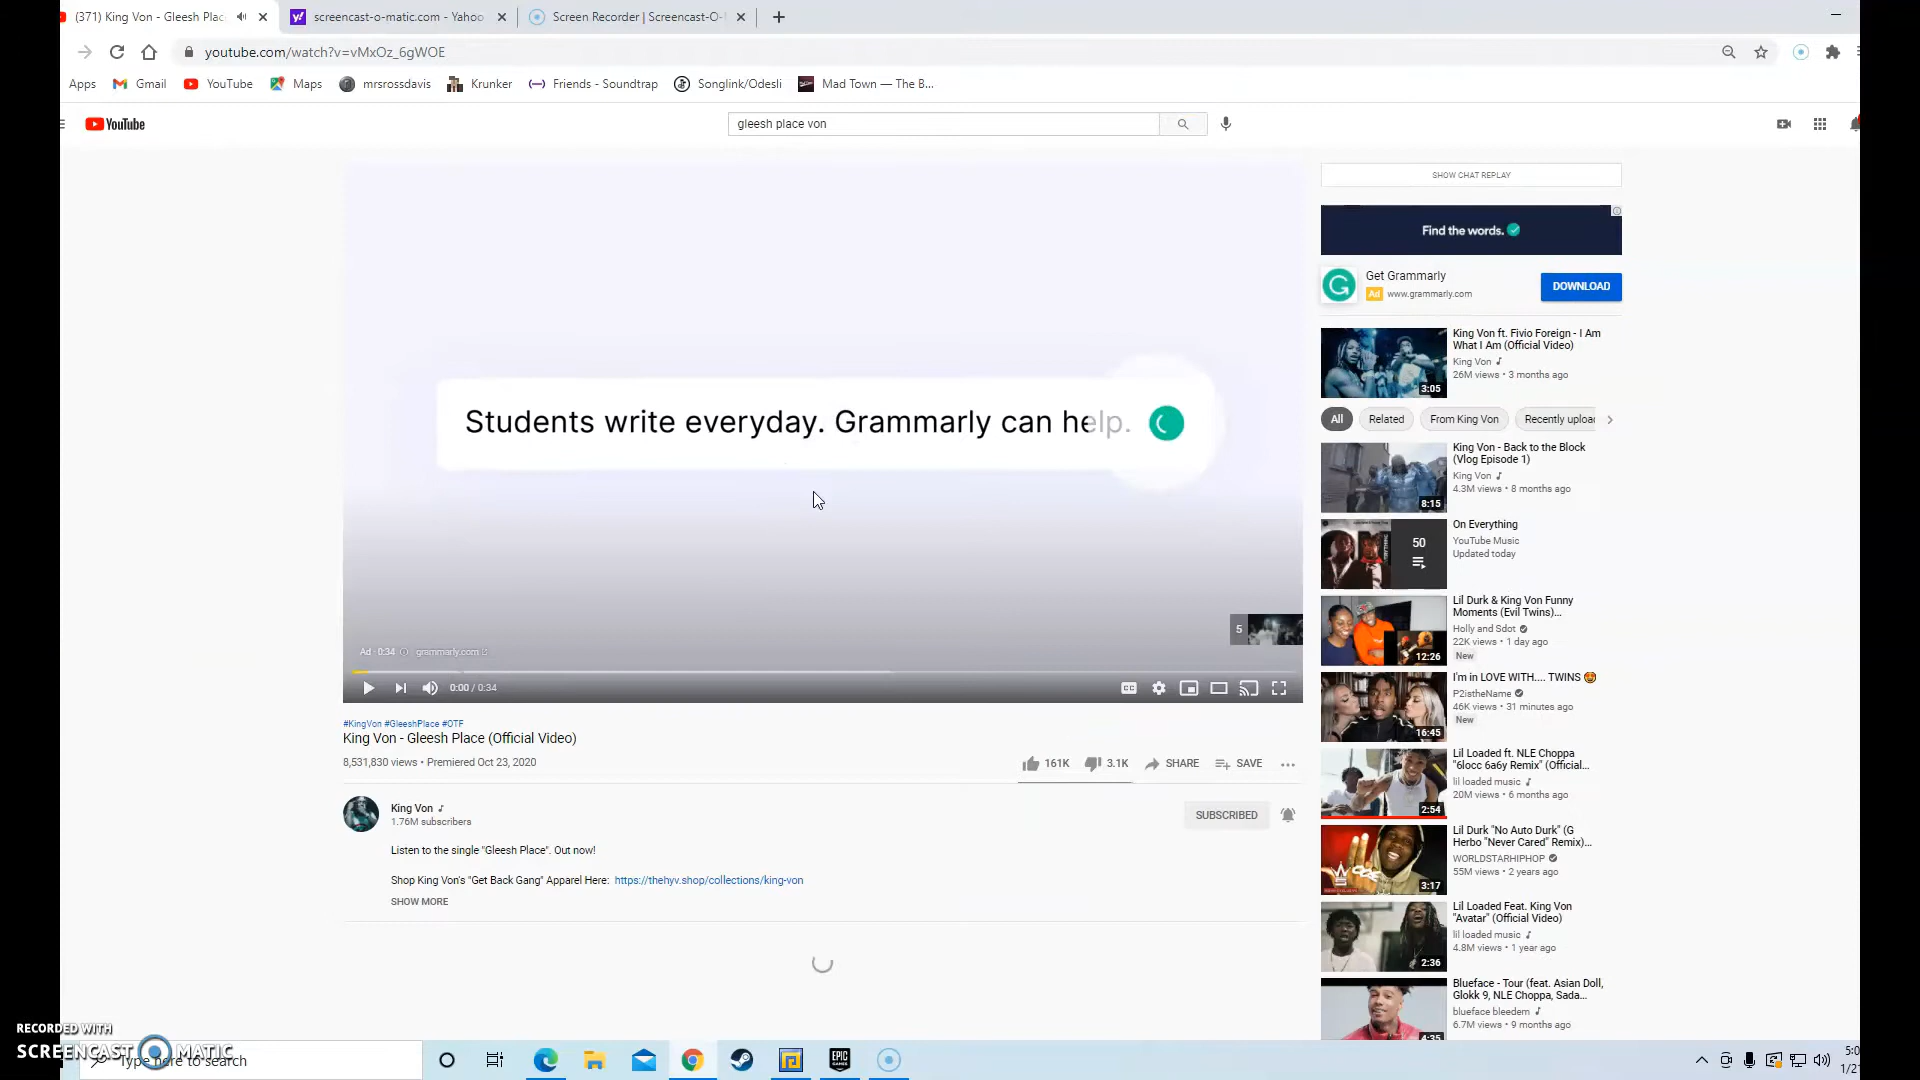 (371) King Von - Gleesh Plac
screencast-o-matic.com - Yahoo
Screen Recorder | Screencast-O-
youtube.com/watch?v=vMxOz_6gWOE
Apps
Gmail
YouTube
Maps
mrsrossdavis
Krunker
Friends - Soundtrap
Songlink/Odesli
Mad Town — The B...
YouTube
gleesh place von
SHOW CHAT REPLAY
Find the words.
Get Grammarly
Ad www.grammarly.com
DOWNLOAD
Students write everyday. Grammarly can help.
5
Ad · 0:34
grammarly.com
0:00 / 0:34
CC
#KingVon #GleeshPlace #OTF
King Von - Gleesh Place (Official Video)
8,531,830 views • Premiered Oct 23, 2020
161K
3.1K
SHARE
SAVE
King Von
1.76M subscribers
SUBSCRIBED
Listen to the single "Gleesh Place". Out now!
Shop King Von's "Get Back Gang" Apparel Here: https://thehyv.shop/collections/king-von
SHOW MORE
King Von ft. Fivio Foreign - I Am
What I Am (Official Video)
King Von
26M views • 3 months ago
3:05
All
Related
From King Von
Recently uploa
King Von - Back to the Block
(Vlog Episode 1)
King Von
4.3M views • 8 months ago
8:15
On Everything
YouTube Music
Updated today
50
Lil Durk & King Von Funny
Moments (Evil Twins)...
Holly and Sdot
22K views • 1 day ago
New
12:26
I'm in LOVE WITH.... TWINS
P2istheName
46K views • 31 minutes ago
New
16:45
Lil Loaded ft. NLE Choppa
"6locc 6a6y Remix" (Official...
lil loaded music
20M views • 6 months ago
2:54
Lil Durk "No Auto Durk" (G
Herbo "Never Cared" Remix)...
WORLDSTARHIPHOP
55M views • 2 years ago
3:17
Lil Loaded Feat. King Von
"Avatar" (Official Video)
lil loaded music
4.8M views • 1 year ago
2:36
Blueface - Tour (feat. Asian Doll,
Glokk 9, NLE Choppa, Sada...
blueface bleedem
6.7M views • 9 months ago
4:35
RECORDED WITH
SCREENCAST MATIC
Type here to search
EPIC GAMES
5:0
1/2